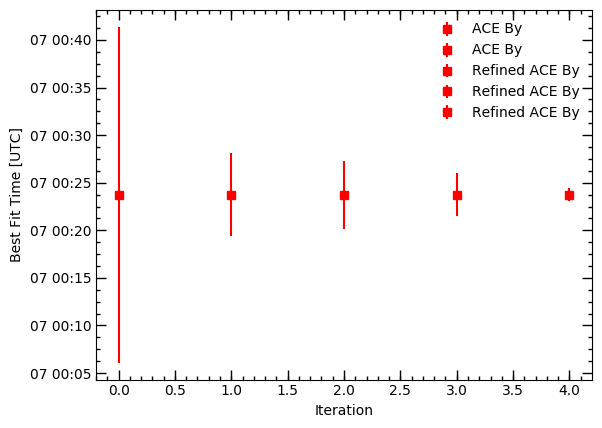 ACE By
ACE By
Refined ACE By
Refined ACE By
Refined ACE By
Best Fit Time [UTC]
07 00:40
07 00:35
07 00:30
07 00:25
07 00:20
07 00:15
07 00:10
07 00:05
0.0 0.5 1.0 1.5 2.0 2.5 3.0 3.5 4.0
Iteration